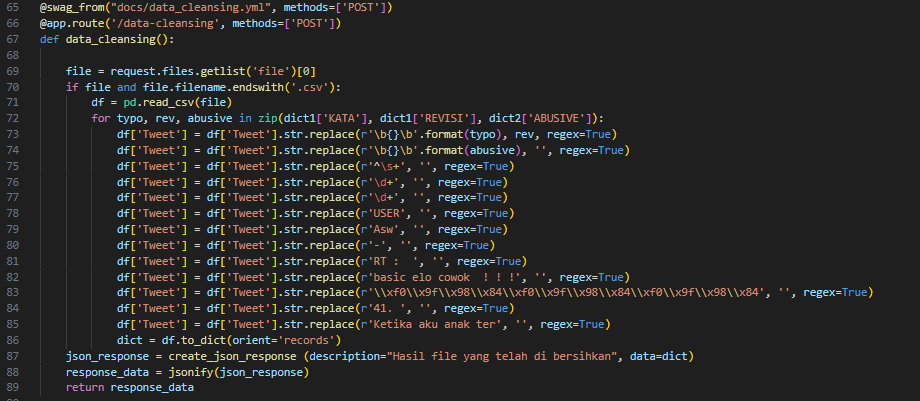 65 @swag_from("docs/data_cleansing.yml", methods=['POST'])
66 @app.route('/data-cleansing', methods=['POST'])
67 def data_cleansing():
68
69     file = request.files.getlist('file')[0]
70     if file and file.filename.endswith('.csv'):
71         df = pd.read_csv(file)
72         for typo, rev, abusive in zip(dict1['KATA'], dict1['REVISI'], dict2['ABUSIVE']):
73             df['Tweet'] = df['Tweet'].str.replace(r'\b{}\b'.format(typo), rev, regex=True)
74             df['Tweet'] = df['Tweet'].str.replace(r'\b{}\b'.format(abusive), '', regex=True)
75             df['Tweet'] = df['Tweet'].str.replace(r'^\s+', '', regex=True)
76             df['Tweet'] = df['Tweet'].str.replace(r'\d+', '', regex=True)
77             df['Tweet'] = df['Tweet'].str.replace(r'\d+', '', regex=True)
78             df['Tweet'] = df['Tweet'].str.replace(r'USER', '', regex=True)
79             df['Tweet'] = df['Tweet'].str.replace(r'Asw', '', regex=True)
80             df['Tweet'] = df['Tweet'].str.replace(r'-', '', regex=True)
81             df['Tweet'] = df['Tweet'].str.replace(r'RT :  ', '', regex=True)
82             df['Tweet'] = df['Tweet'].str.replace(r'basic elo cowok  ! ! !', '', regex=True)
83             df['Tweet'] = df['Tweet'].str.replace(r'\\xf0\\x9f\\x98\\x84\\xf0\\x9f\\x98\\x84\\xf0\\x9f\\x98\\x84', '', regex=True)
84             df['Tweet'] = df['Tweet'].str.replace(r'41. ', '', regex=True)
85             df['Tweet'] = df['Tweet'].str.replace(r'Ketika aku anak ter', '', regex=True)
86             dict = df.to_dict(orient='records')
87     json_response = create_json_response (description="Hasil file yang telah di bersihkan", data=dict)
88     response_data = jsonify(json_response)
89     return response_data